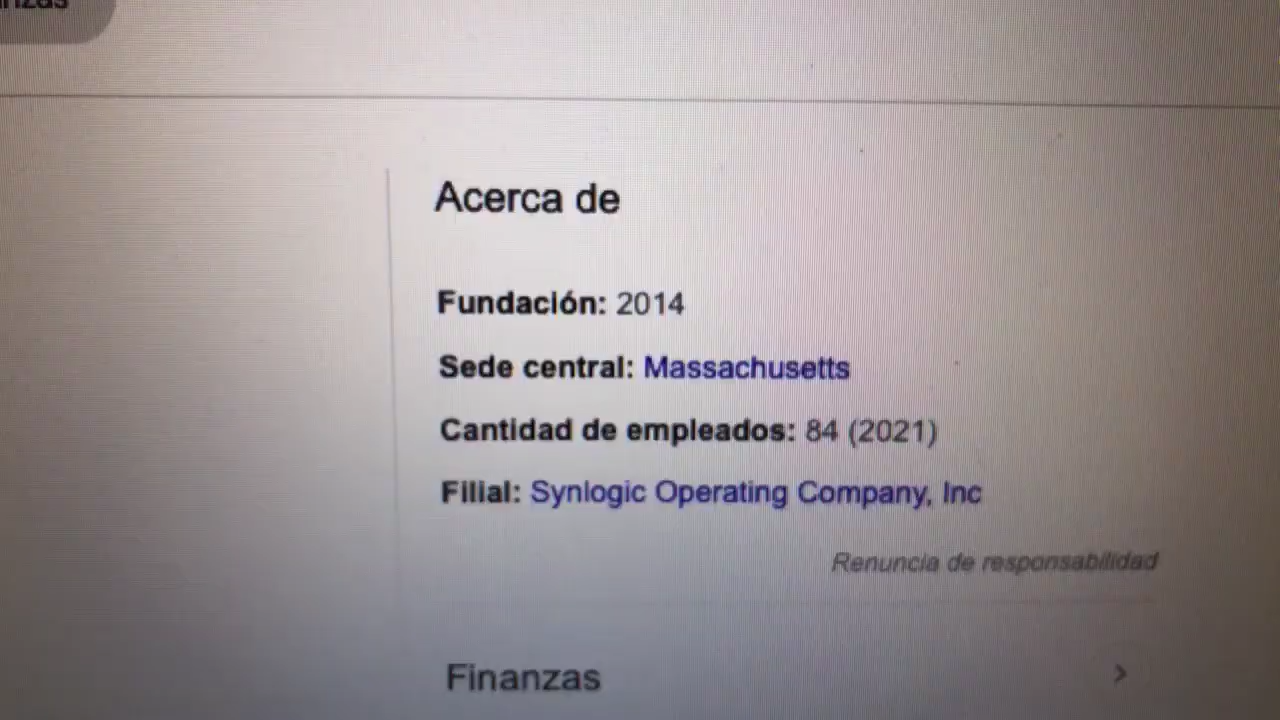 Acerca de
Fundación: 2014
Sede central: Massachusetts
Cantidad de empleados: 84 (2021)
Filial: Synlogic Operating Company, Inc
Renuncia de responsabilidad
Finanzas